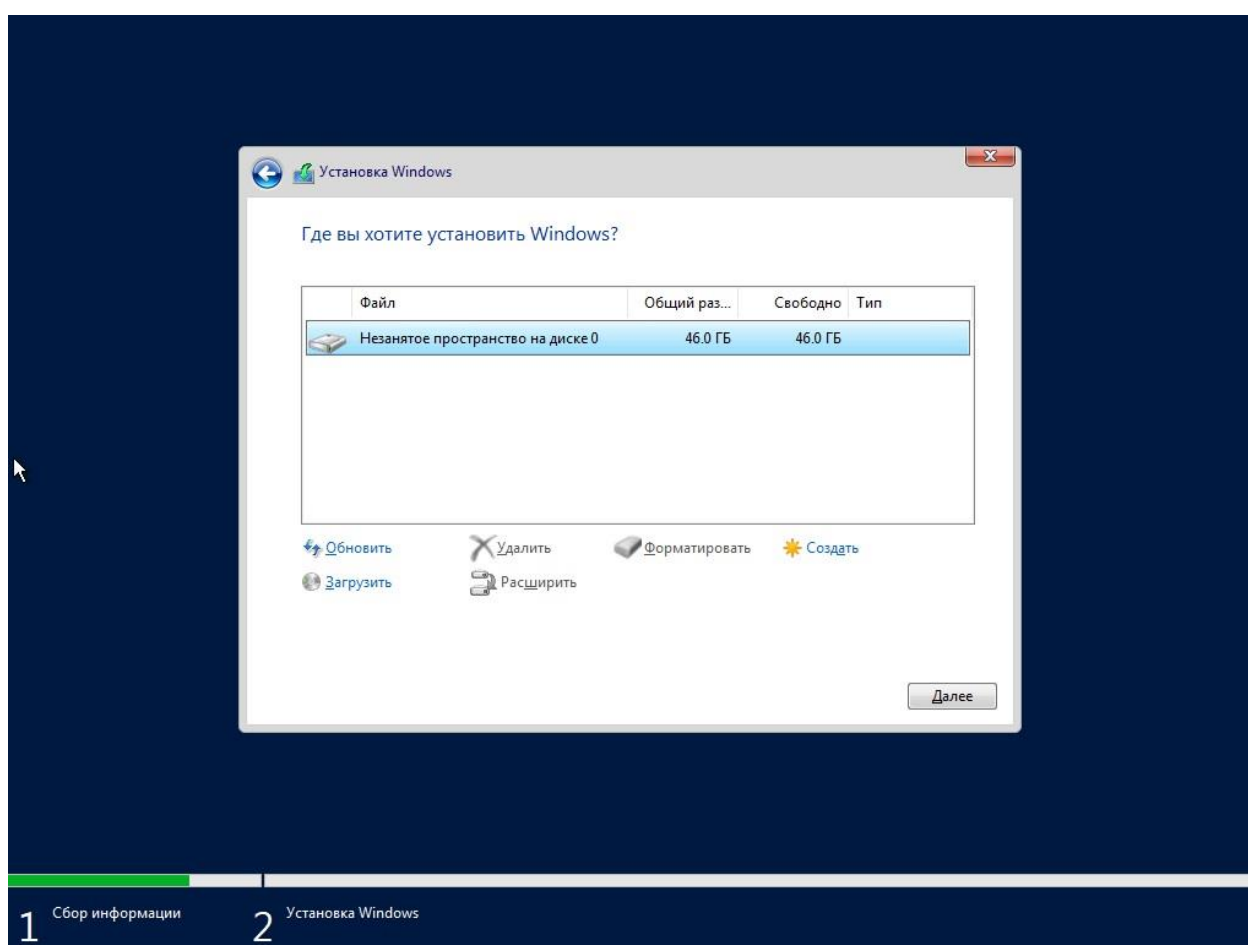 Установка Windows
Где вы хотите установить Windows?
Файл Общий раз... Свободно Тип
Незанятое пространство на диске 0 46.0 ГБ 46.0 ГБ
Обновить Удалить Форматировать Создать
Загрузить Расширить
Далее
1 Сбор информации 2 Установка Windows